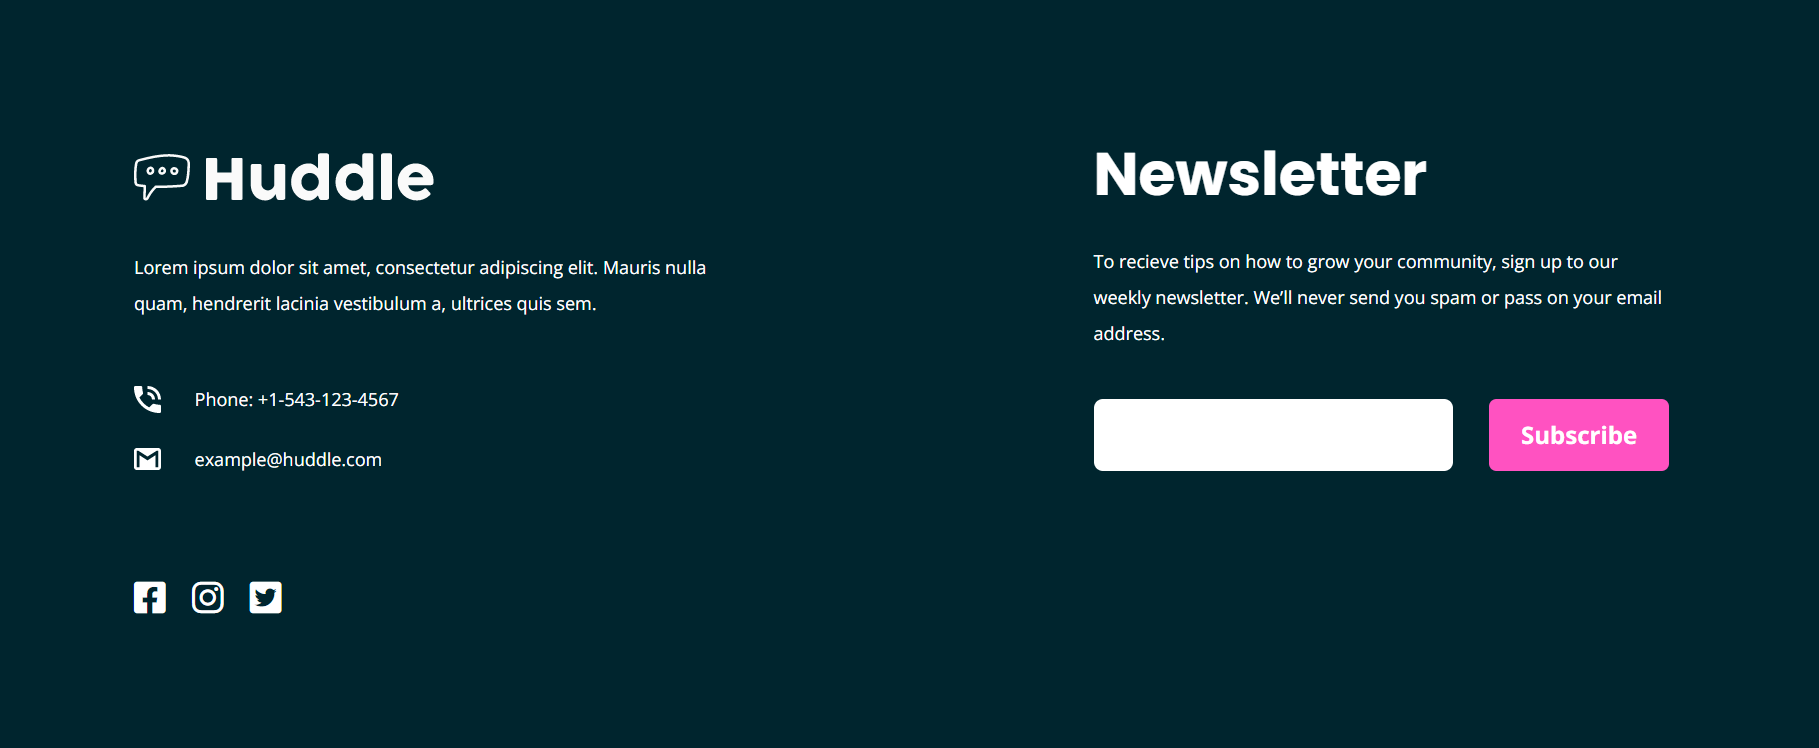 Huddle
Lorem ipsum dolor sit amet, consectetur adipiscing elit. Mauris nulla
quam, hendrerit lacinia vestibulum a, ultrices quis sem.
Phone: +1-543-123-4567
example@huddle.com
Newsletter
To recieve tips on how to grow your community, sign up to our
weekly newsletter. We’ll never send you spam or pass on your email
address.
Subscribe